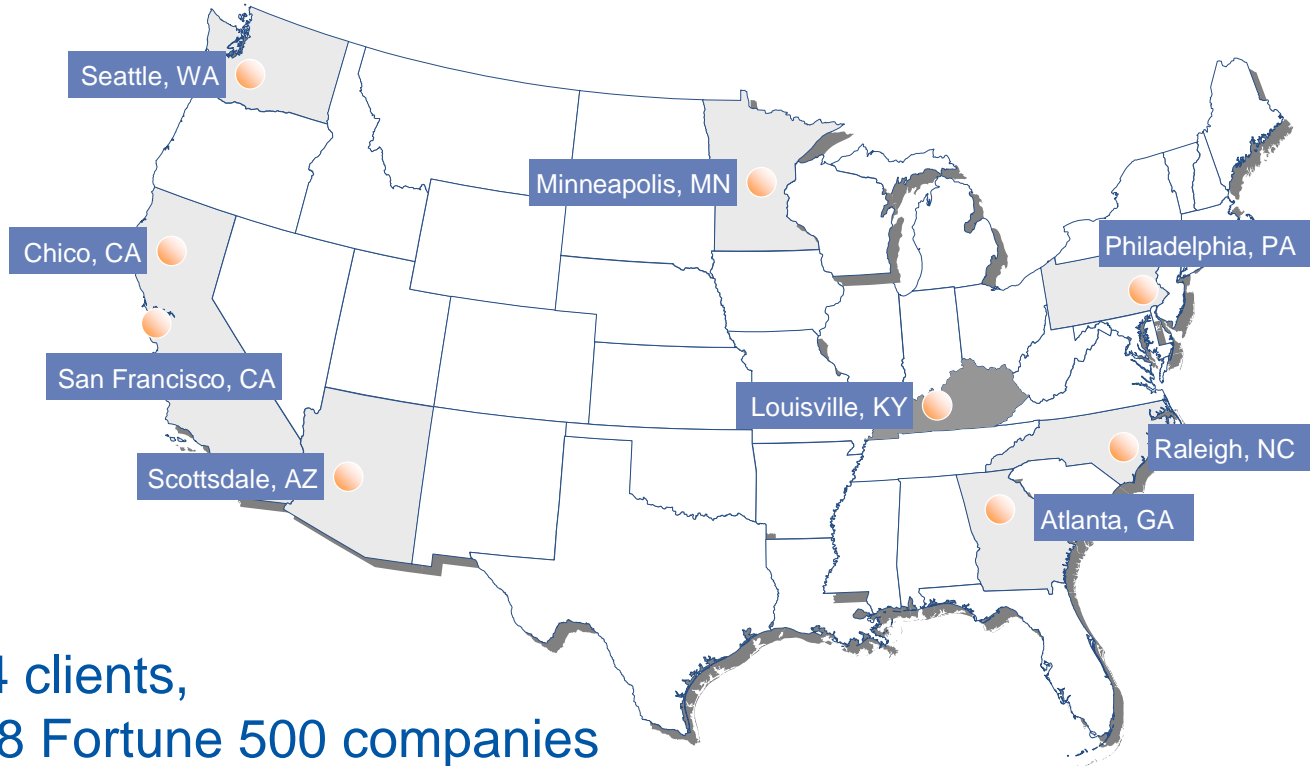 Seattle, WA
Minneapolis, MN
Chico, CA
Philadelphia, PA
San Francisco, CA
Louisville, KY
Raleigh, NC
Scottsdale, AZ
Atlanta, GA
clients,
Fortune 500 companies